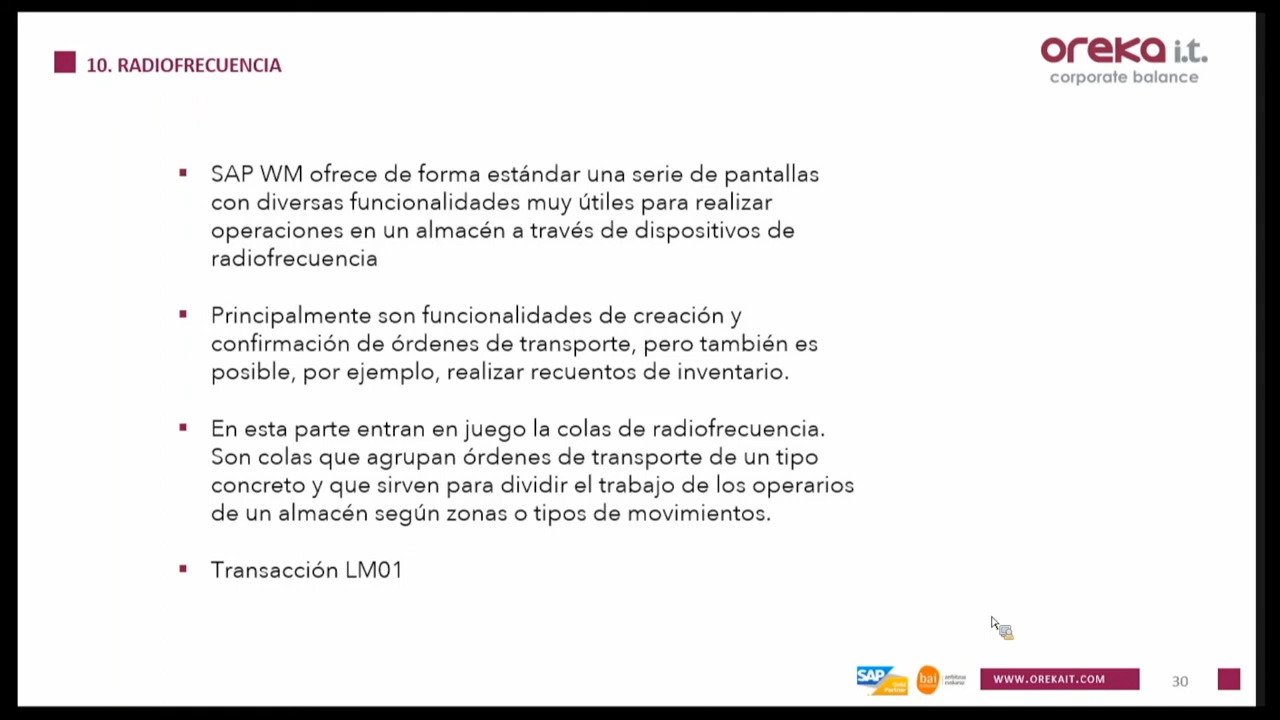 10. RADIOFRECUENCIA
oreka i.t.
corporate balance
SAP WM ofrece de forma estándar una serie de pantallas
con diversas funcionalidades muy útiles para realizar
operaciones en un almacén a través de dispositivos de
radiofrecuencia
Principalmente son funcionalidades de creación y
confirmación de órdenes de transporte, pero también es
posible, por ejemplo, realizar recuentos de inventario.
En esta parte entran en juego la colas de radiofrecuencia.
Son colas que agrupan órdenes de transporte de un tipo
concreto y que sirven para dividir el trabajo de los operarios
de un almacén según zonas o tipos de movimientos.
Transacción LM01
SAP
Gold
Partner
bai
WWW.OREKAIT.COM
30